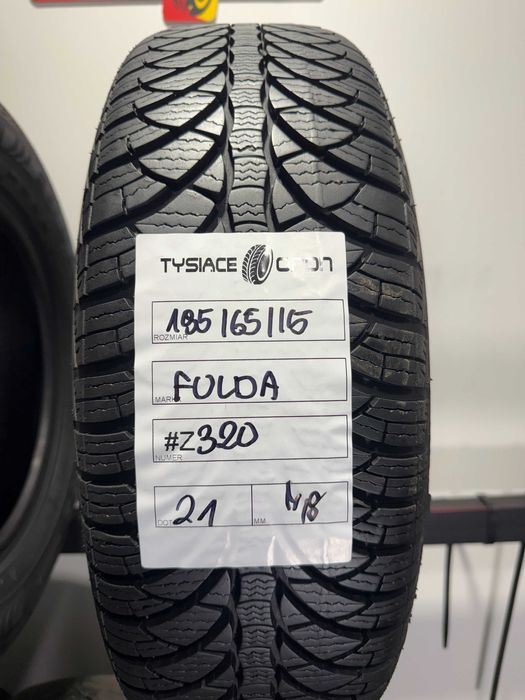 TYSIACE OPON
185/65/15
ROZMIAR
FULDA
MARKA
#Z320
NUMER
21
DOT
MM